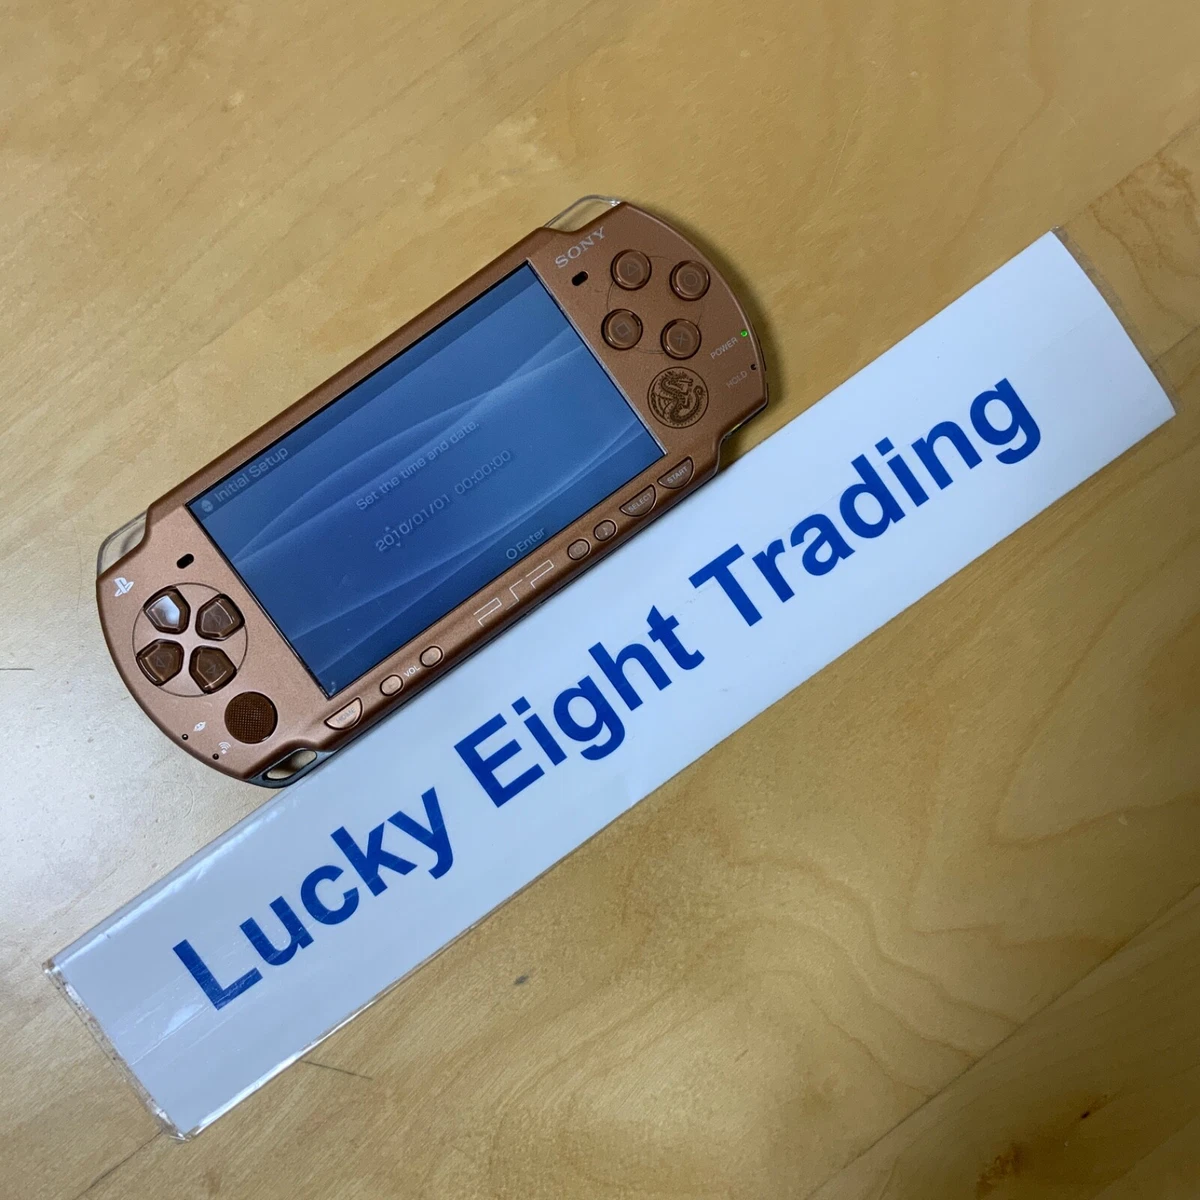 SONY
POWER
HOLD
Initial Setup
Set the time and date.
2010/01/01 00:00:00
Enter
PSP
START
SELECT
VOL
HOME
Lucky Eight Trading